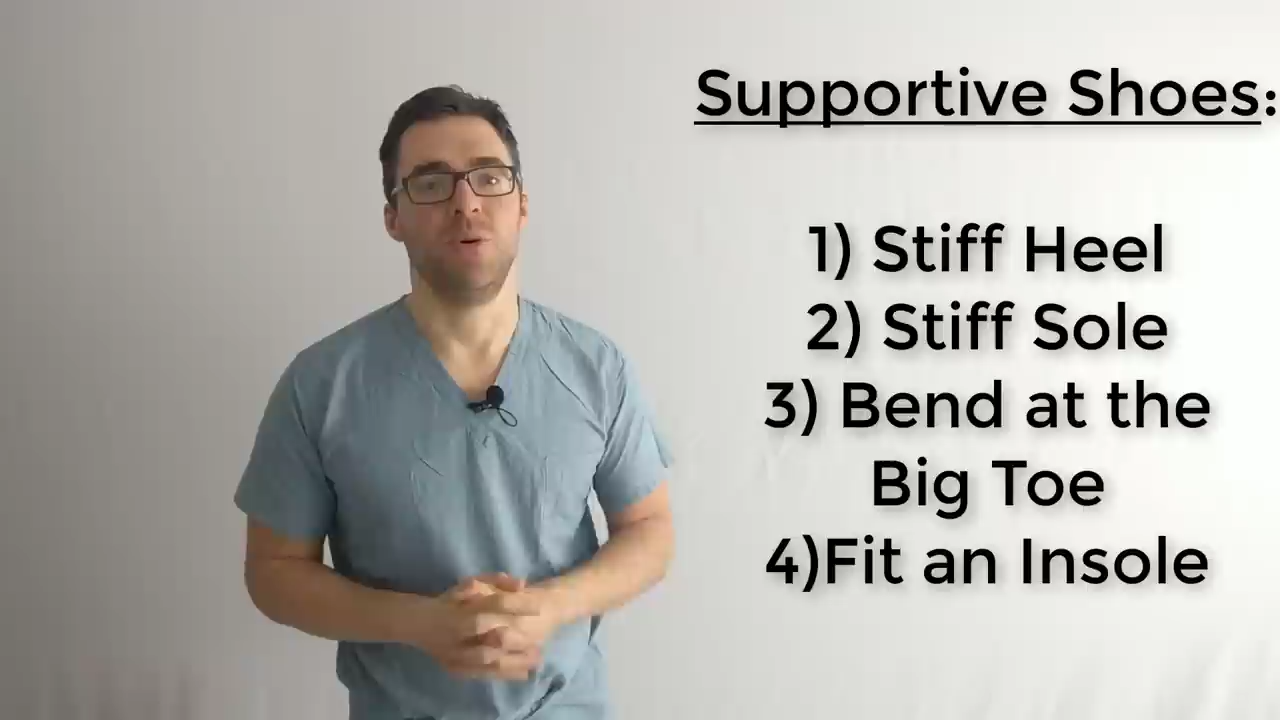 Supportive Shoes:
1) Stiff Heel
2) Stiff Sole
3) Bend at the
Big Toe
4)Fit an Insole